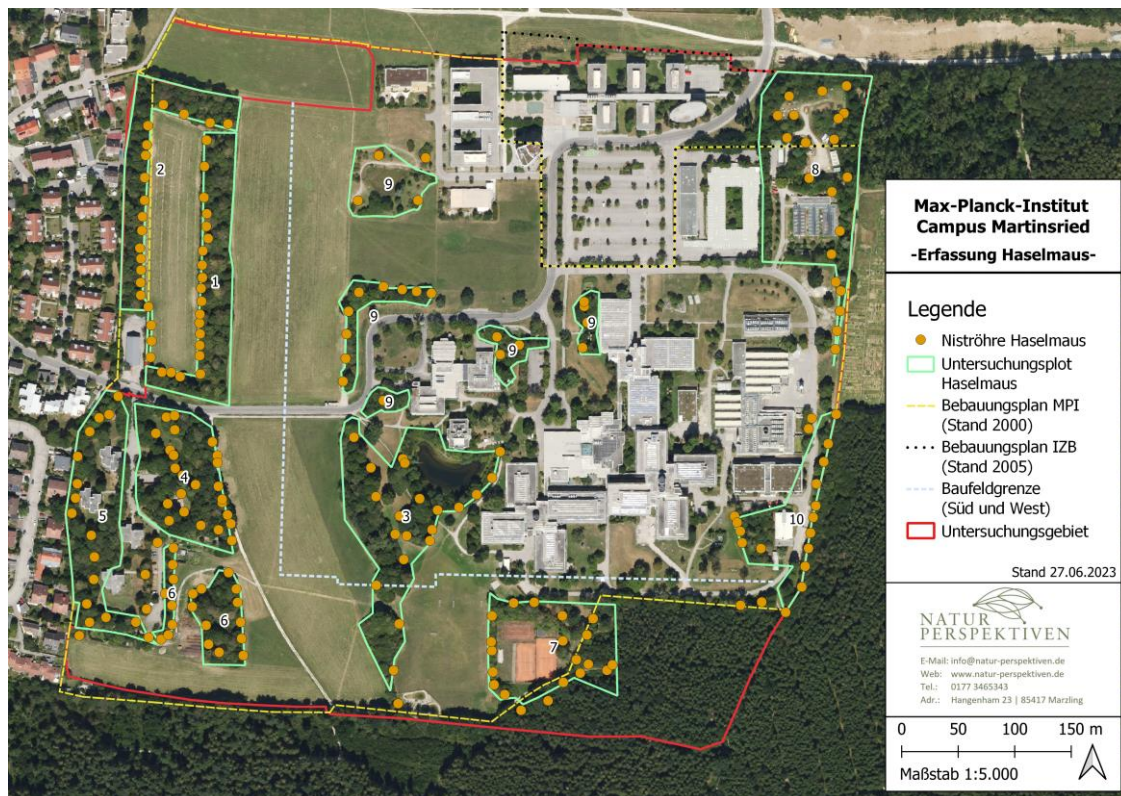 2
1
9
8
9
9
9
9
4
5
3
10
6
6
7
Max-Planck-Institut
Campus Martinsried
-Erfassung Haselmaus-
Legende
Niströhre Haselmaus
Untersuchungsplot
Haselmaus
Bebauungsplan MPI
(Stand 2000)
Bebauungsplan IZB
(Stand 2005)
Baufeldgrenze
(Süd und West)
Untersuchungsgebiet
Stand 27.06.2023
NATUR
PERSPEKTIVEN
E-Mail: info@natur-perspektiven.de
Web: www.natur-perspektiven.de
Tel.: 0177 3465343
Adr.: Hangenham 23 | 85417 Marzling
0 50 100 150 m
Maßstab 1:5.000